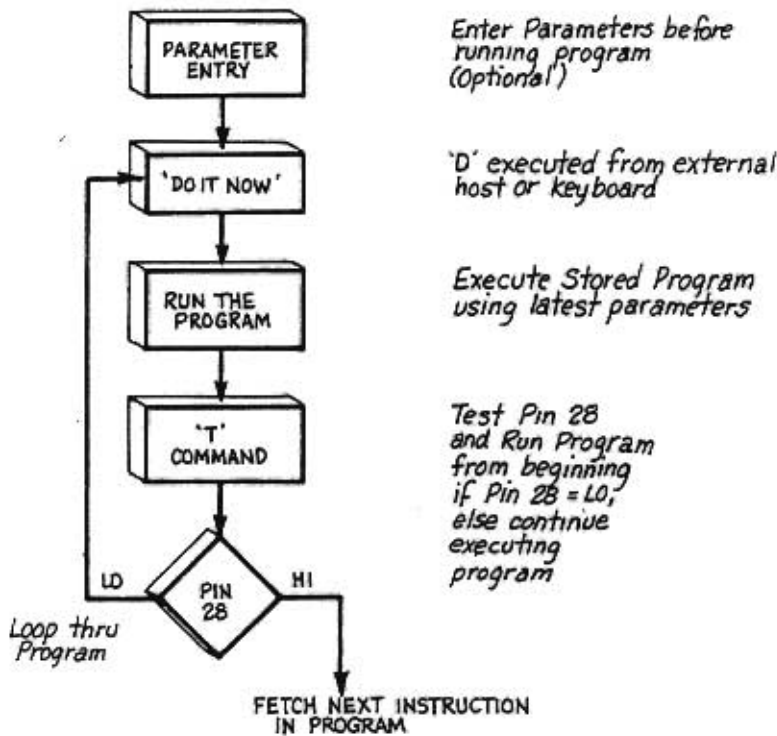 PARAMETER
ENTRY
Enter Parameters before
running program
(Optional)
'DO IT NOW'
'D' executed from external
host or keyboard
RUN THE
PROGRAM
Execute Stored Program
using latest parameters
'T'
COMMAND
Test Pin 28
and Run Program
from beginning
if Pin 28 = LO,
else continue
executing
program
LO
PIN
28
HI
Loop thru
Program
FETCH NEXT INSTRUCTION
IN PROGRAM